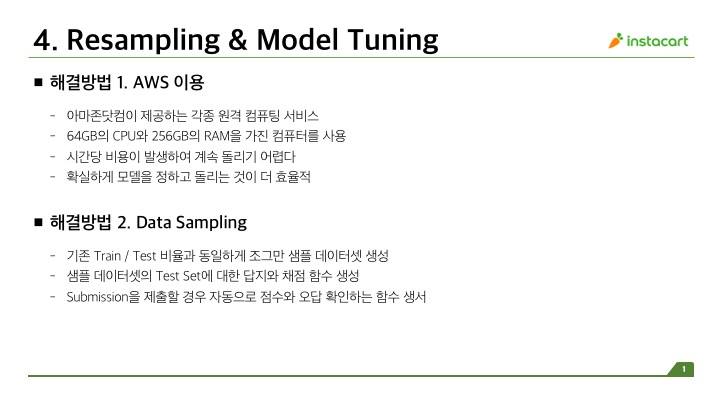 4. Resampling & Model Tuning
instacart
■ 해결방법 1. AWS 이용
- 아마존닷컴이 제공하는 각종 원격 컴퓨팅 서비스
- 64GB의 CPU와 256GB의 RAM을 가진 컴퓨터를 사용
- 시간당 비용이 발생하여 계속 돌리기 어렵다
- 확실하게 모델을 정하고 돌리는 것이 더 효율적
■ 해결방법 2. Data Sampling
- 기존 Train / Test 비율과 동일하게 조그만 샘플 데이터셋 생성
- 샘플 데이터셋의 Test Set에 대한 답지와 채점 함수 생성
- Submission을 제출할 경우 자동으로 점수와 오답 확인하는 함수 생서
1